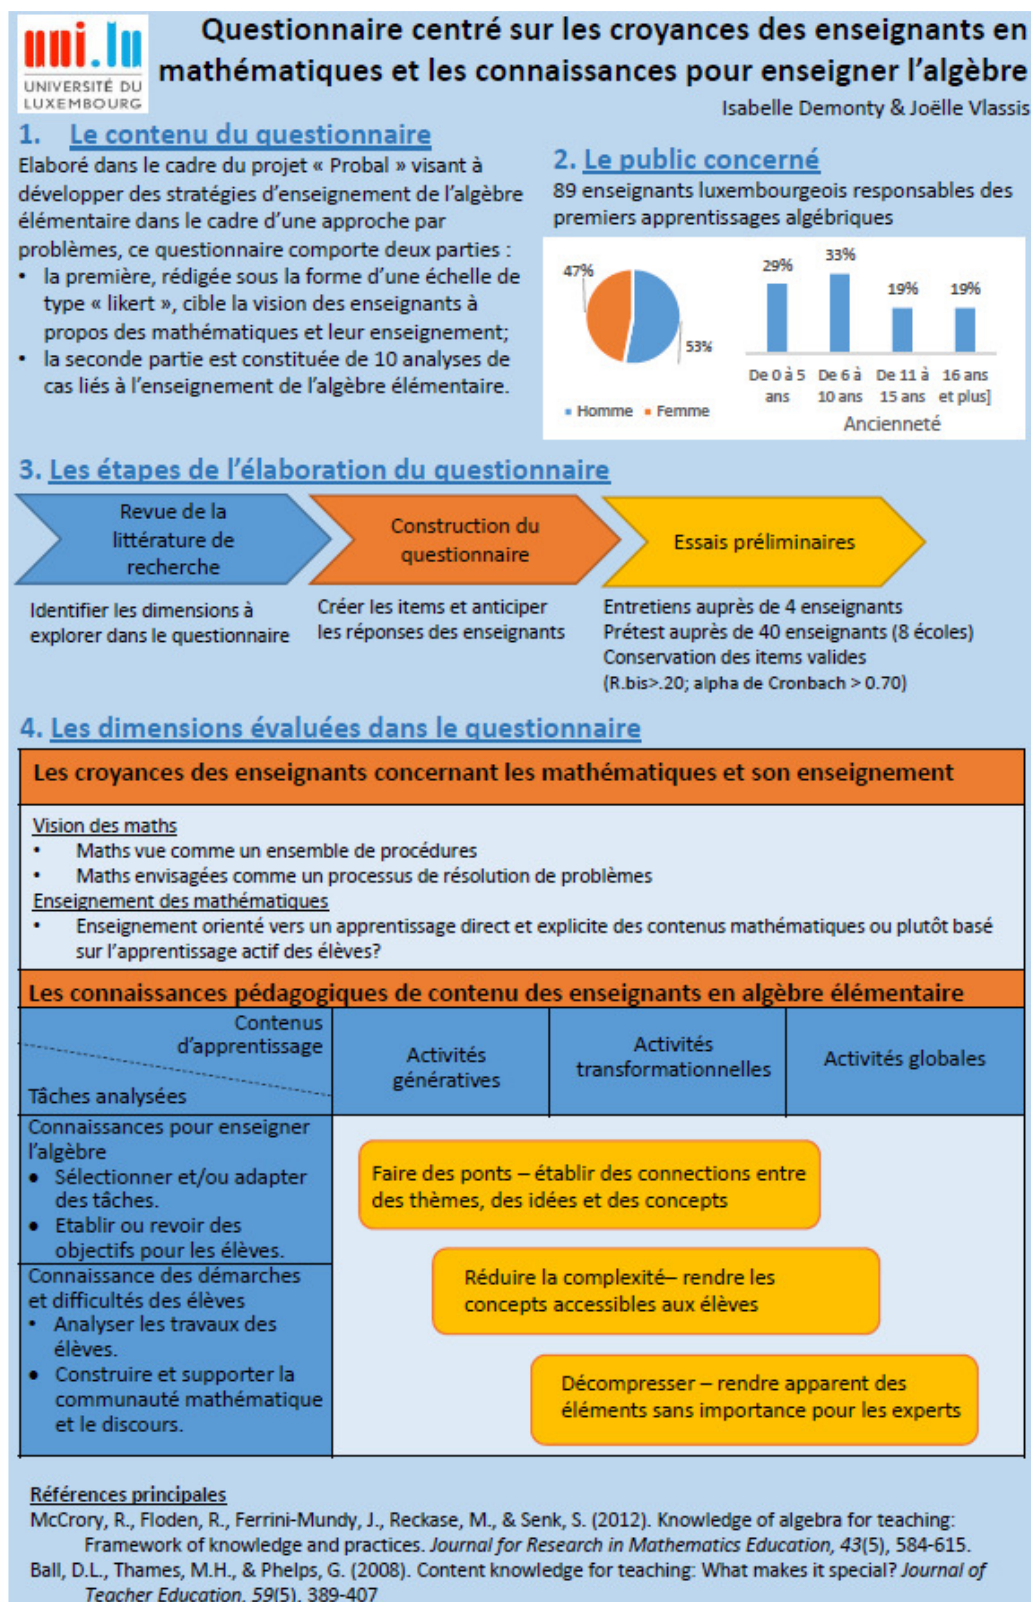 uni.lu
UNIVERSITÉ DU
LUXEMBOURG
Questionnaire centré sur les croyances des enseignants en
mathématiques et les connaissances pour enseigner l'algèbre
Isabelle Demonty & Joëlle Vlassis
1. Le contenu du questionnaire
Elaboré dans le cadre du projet « Probal » visant à
développer des stratégies d'enseignement de l'algèbre
élémentaire dans le cadre d'une approche par
problèmes, ce questionnaire comporte deux parties :
• la première, rédigée sous la forme d'une échelle de
type « likert », cible la vision des enseignants à
propos des mathématiques et leur enseignement;
• la seconde partie est constituée de 10 analyses de
cas liés à l'enseignement de l'algèbre élémentaire.
2. Le public concerné
89 enseignants luxembourgeois responsables des
premiers apprentissages algébriques
47%
53%
Homme Femme
29%
33%
19%
19%
De 0 à 5
ans
De 6 à
10 ans
De 11 à
15 ans
16 ans
et plus]
Ancienneté
3. Les étapes de l'élaboration du questionnaire
Revue de la
littérature de
recherche
Construction du
questionnaire
Essais préliminaires
Identifier les dimensions à
explorer dans le questionnaire
Créer les items et anticiper
les réponses des enseignants
Entretiens auprès de 4 enseignants
Prétest auprès de 40 enseignants (8 écoles)
Conservation des items valides
(R.bis>.20; alpha de Cronbach > 0.70)
4. Les dimensions évaluées dans le questionnaire
Les croyances des enseignants concernant les mathématiques et son enseignement
Vision des maths
• Maths vue comme un ensemble de procédures
• Maths envisagées comme un processus de résolution de problèmes
Enseignement des mathématiques
• Enseignement orienté vers un apprentissage direct et explicite des contenus mathématiques ou plutôt basé
sur l'apprentissage actif des élèves?
Les connaissances pédagogiques de contenu des enseignants en algèbre élémentaire
Contenus
d'apprentissage
Tâches analysées
Activités
génératives
Activités
transformationnelles
Activités globales
Connaissances pour enseigner
l'algèbre
• Sélectionner et/ou adapter
des tâches.
• Etablir ou revoir des
objectifs pour les élèves.
Connaissance des démarches
et difficultés des élèves
• Analyser les travaux des
élèves.
• Construire et supporter la
communauté mathématique
et le discours.
Faire des ponts – établir des connections entre
des thèmes, des idées et des concepts
Réduire la complexité– rendre les
concepts accessibles aux élèves
Décompresser – rendre apparent des
éléments sans importance pour les experts
Références principales
McCrory, R., Floden, R., Ferrini-Mundy, J., Reckase, M., & Senk, S. (2012). Knowledge of algebra for teaching:
Framework of knowledge and practices. Journal for Research in Mathematics Education, 43(5), 584-615.
Ball, D.L., Thames, M.H., & Phelps, G. (2008). Content knowledge for teaching: What makes it special? Journal of
Teacher Education, 59(5), 389-407